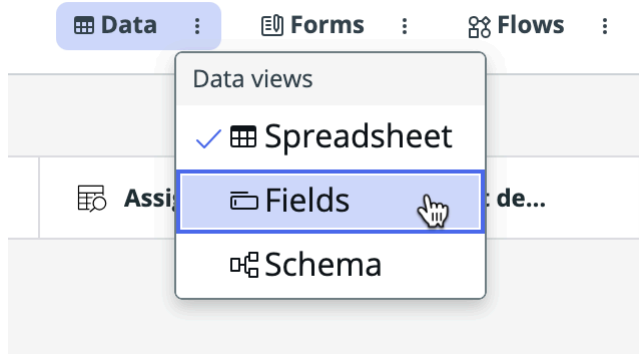 Data Forms Flows
Data views
Spreadsheet
Fields
Schema
Assi de...